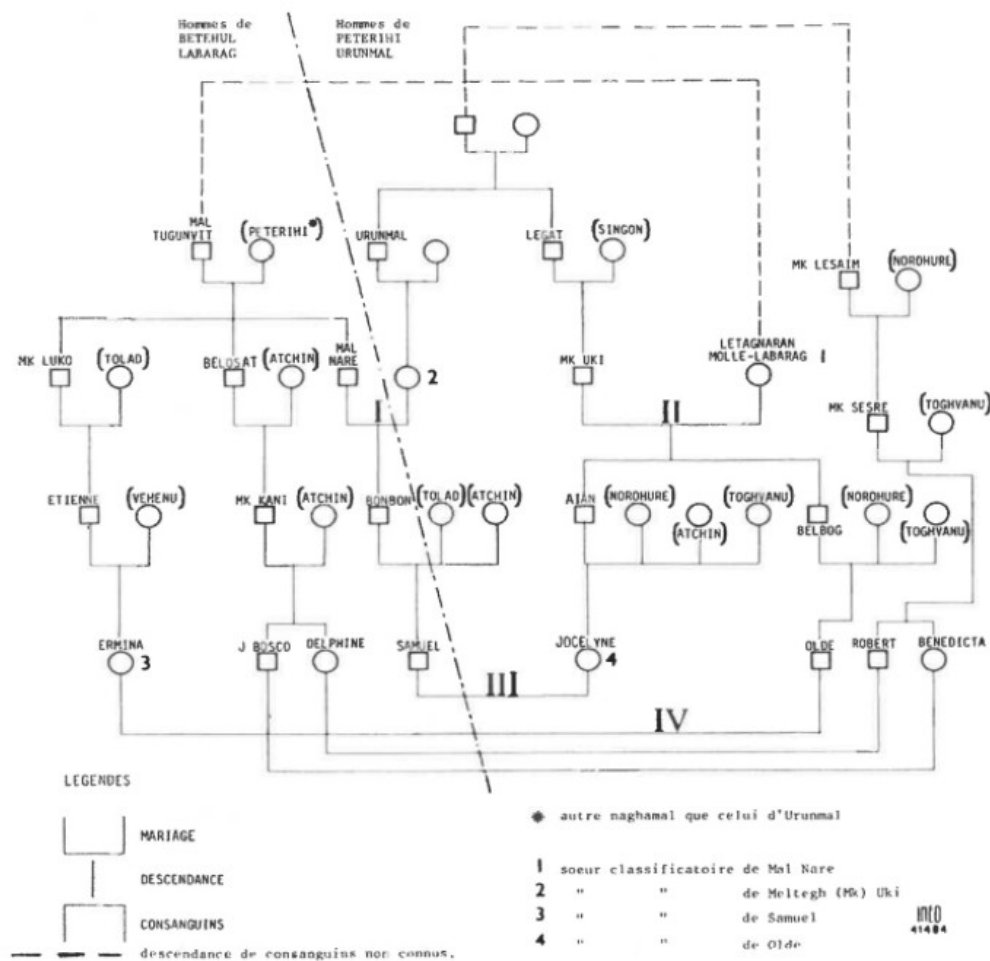 Hommes de
BETEHUL
LABARAG
Hommes de
PETERIHI
URUNMAL
MAL
TUGUNVIT
(PETERIHI*)
URUNMAL
LEGAT
(SINGON)
MK LESAIM
(NOROHURE)
MK LUKO
(TOLAD)
BELOSAT
(ATCHIN)
MAL
NARE
2
MK UKI
LETAGNARAN
MOLLE-LABARAG
1
I
II
MK SESRE
(TOGHVANU)
ETIENNE
(VEHENU)
MK KANI
(ATCHIN)
BONBON
(TOLAD)
(ATCHIN)
AIAN
(NOROHURE)
(ATCHIN)
(TOGHVANU)
BELBOG
(NOROHURE)
(TOGHVANU)
ERMINA
3
J BOSCO
DELPHINE
SAMUEL
JOCELYNE
4
OLDE
ROBERT
BENEDICTA
III
IV
LEGENDES
MARIAGE
DESCENDANCE
CONSANGUINS
descendance de consanguins non connus.
* autre naghamal que celui d'Urunmal
1 soeur classificatoire de Mal Nare
2 " " de Meltegh (Mk) Uki
3 " " de Samuel
4 " " de Olde
INED
41484